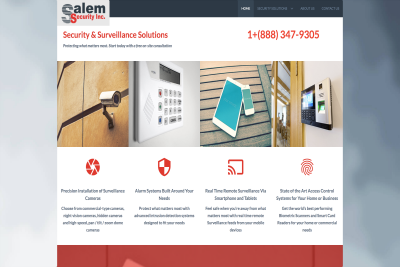 Salem
Security Inc.
HOME
SECURITY SOLUTIONS
ABOUT US
CONTACT US
Security & Surveillance Solutions
1+(888) 347-9305
Protecting what matters most. Start today with a free on-site consultation
Precision Installation of Surveillance
Cameras
Choose from commercial-type cameras,
night-vision cameras, hidden cameras
and high-speed, pan / tilt / zoom down
cameras
Alarm Systems Built Around Your
Needs
Protect what matters most with
advanced intrusion detection systems
designed to fit your needs
Real Time Remote Surveillance Via
Smartphone and Tablets
Feel safe when you're away from what
matters most with real time remote
Surveillance feeds from your mobile
devices
State of the Art Access Control
Systems for Your Home or Business
Get the world's best performing
Biometric Scanners and Smart Card
Readers for your home or commercial
needs